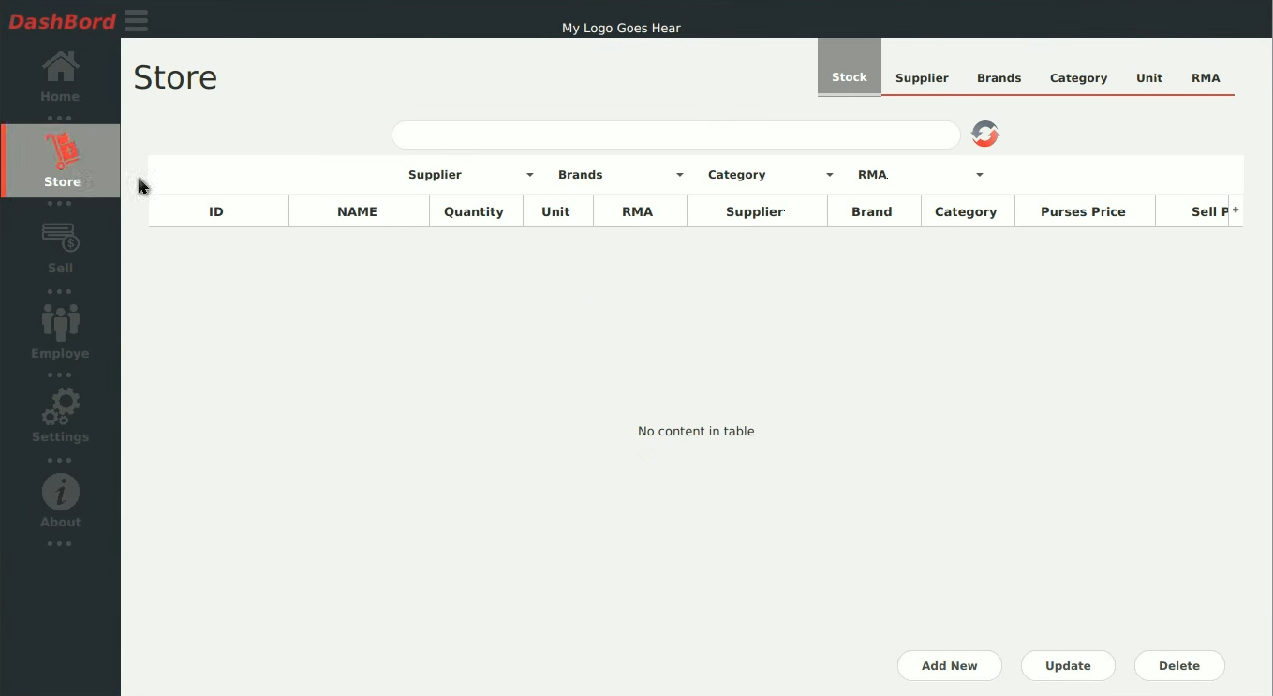 DashBord
My Logo Goes Hear
Home
Store
Sell
Employe
Settings
About
Store
Stock Supplier Brands Category Unit RMA
Supplier Brands Category RMA
ID NAME Quantity Unit RMA Supplier Brand Category Purses Price Sell P +
No content in table
Add New Update Delete